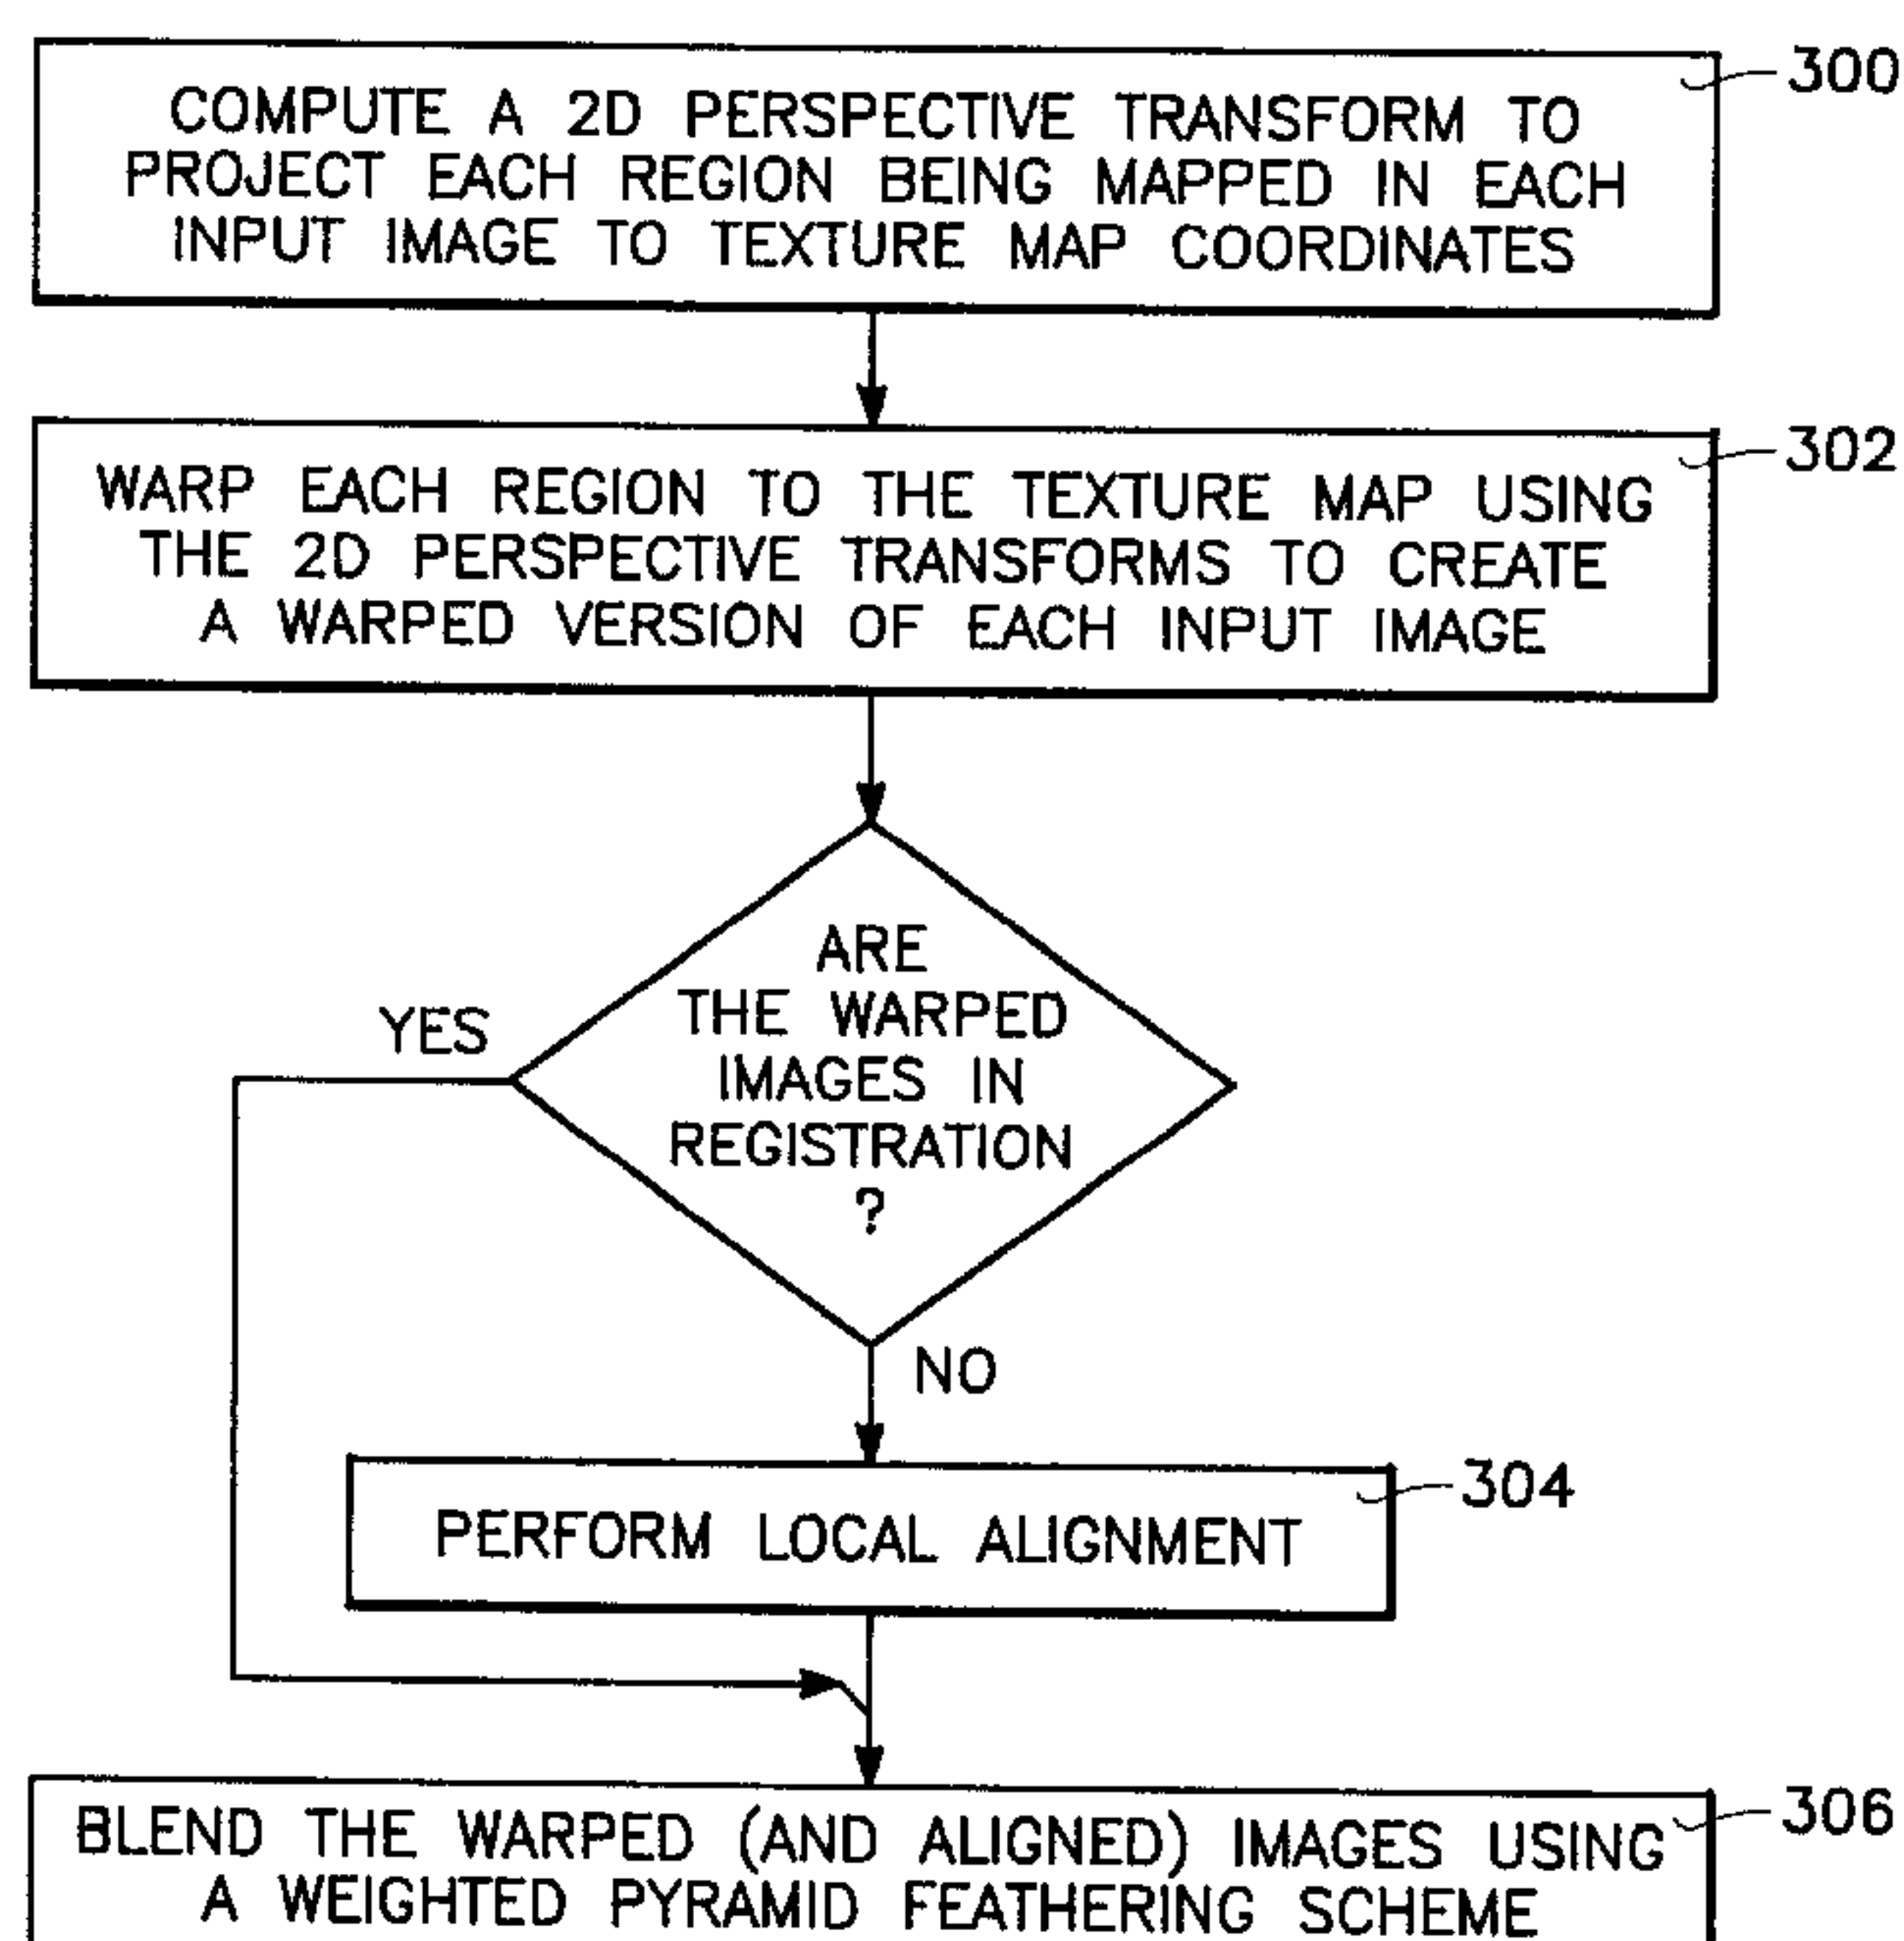 300
COMPUTE A 2D PERSPECTIVE TRANSFORM TO
PROJECT EACH REGION BEING MAPPED IN EACH
INPUT IMAGE TO TEXTURE MAP COORDINATES
302
WARP EACH REGION TO THE TEXTURE MAP USING
THE 2D PERSPECTIVE TRANSFORMS TO CREATE
A WARPED VERSION OF EACH INPUT IMAGE
ARE
THE WARPED
IMAGES IN
REGISTRATION
?
YES
NO
304
PERFORM LOCAL ALIGNMENT
306
BLEND THE WARPED (AND ALIGNED) IMAGES USING
A WEIGHTED PYRAMID FEATHERING SCHEME